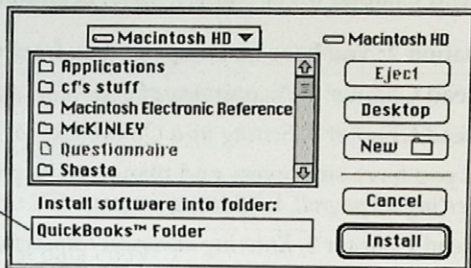 Macintosh HD
Macintosh HD
Applications
cf's stuff
Macintosh Electronic Reference
McKINLEY
Questionnaire
Shasta
Eject
Desktop
New
Install software into folder:
QuickBooks™ Folder
Cancel
Install